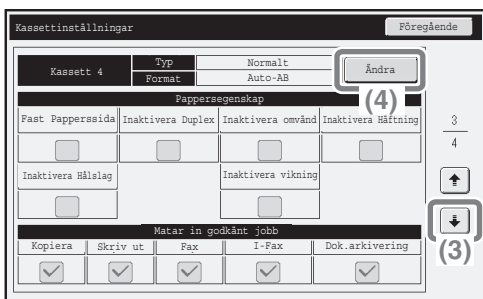 Kassettinställningar
Föregående
Kassett 4
Typ
Normalt
Format
Auto-AB
Ändra
(4)
Pappersegenskap
Fast Papperssida
Inaktivera Duplex
Inaktivera omvänd
Inaktivera Häftning
3
4
Inaktivera Hålslag
Inaktivera vikning
(3)
Matar in godkänt jobb
Kopiera
Skriv ut
Fax
I-Fax
Dok.arkivering